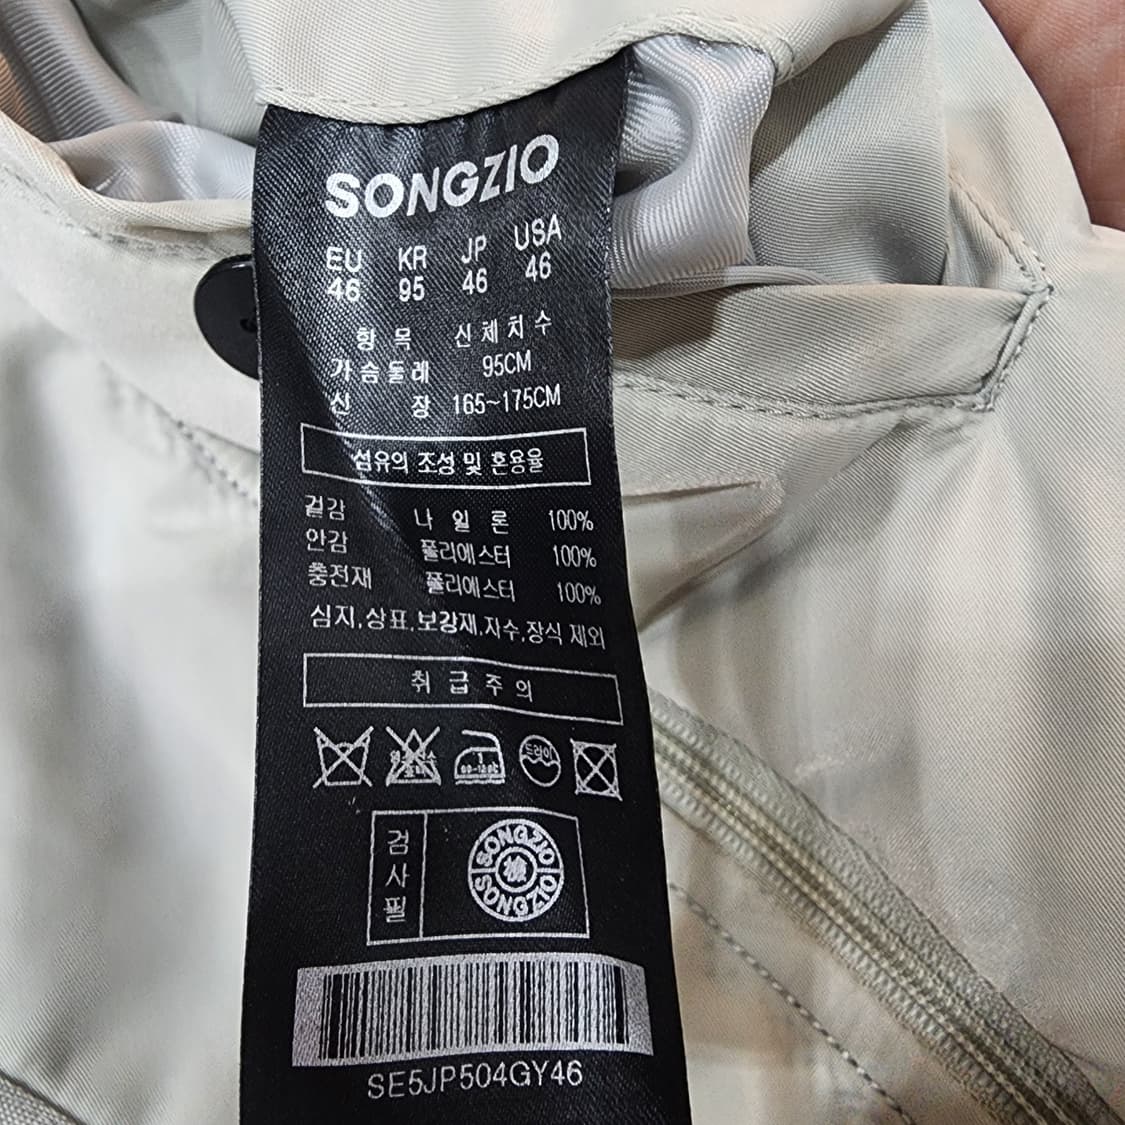 SONGZIO
EU KR JP USA
46 95 46 46
항목 신체치수
가슴둘레 95CM
신장 165~175CM
섬유의 조성 및 혼용율
겉감 나일론 100%
안감 폴리에스터 100%
충전재 폴리에스터 100%
심지,상표,보강재,자수,장식 제외
취급주의
드라이
검사필
SONGZIO
SONGZIO
SE5JP504GY46